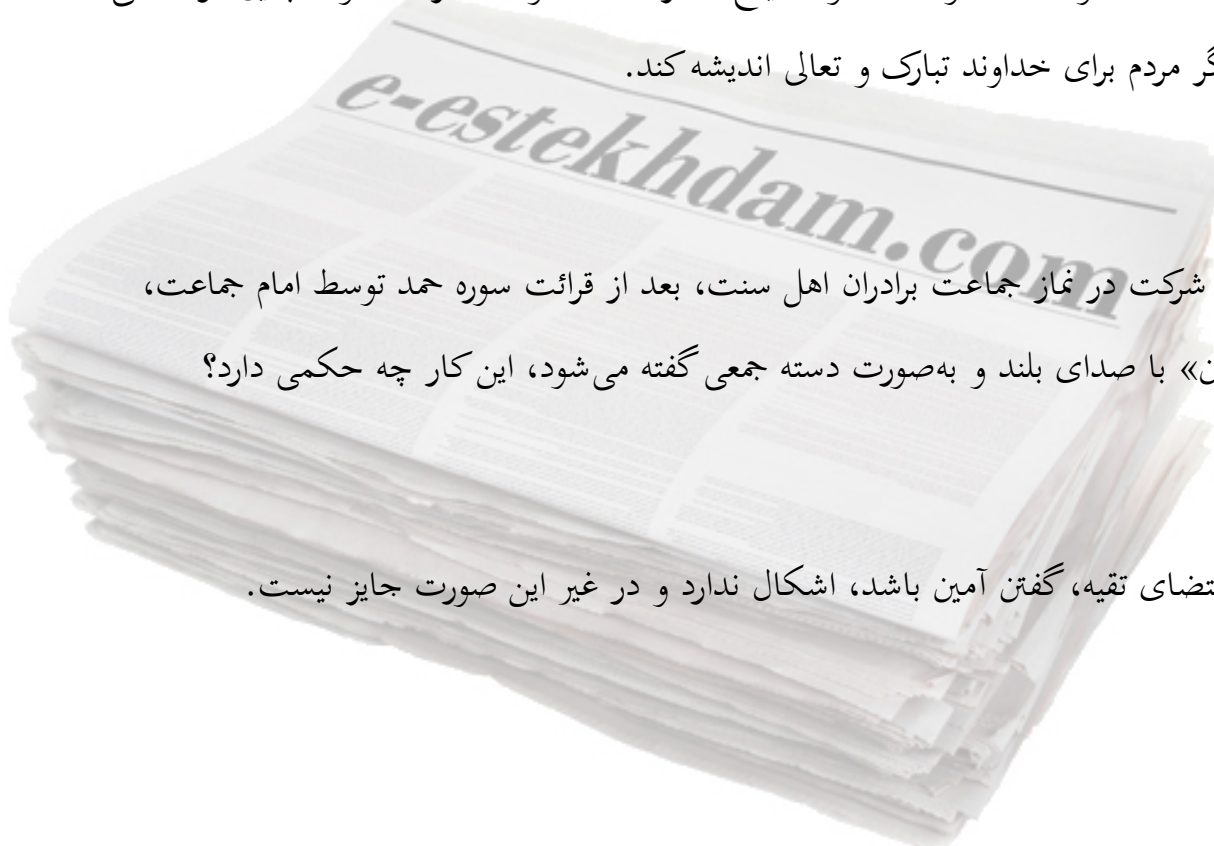 مردم برای خداوند تبارک و تعالی اندیشه کند.
e-estekhdam.com
شرکت در نماز جماعت برادران اهل سنت، بعد از قرائت سوره حمد توسط امام جماعت،
با صدای بلند و به‌صورت دسته جمعی گفته می‌شود، این کار چه حکمی دارد؟
تقیه، گفتن آمین باشد، اشکال ندارد و در غیر این صورت جایز نیست.